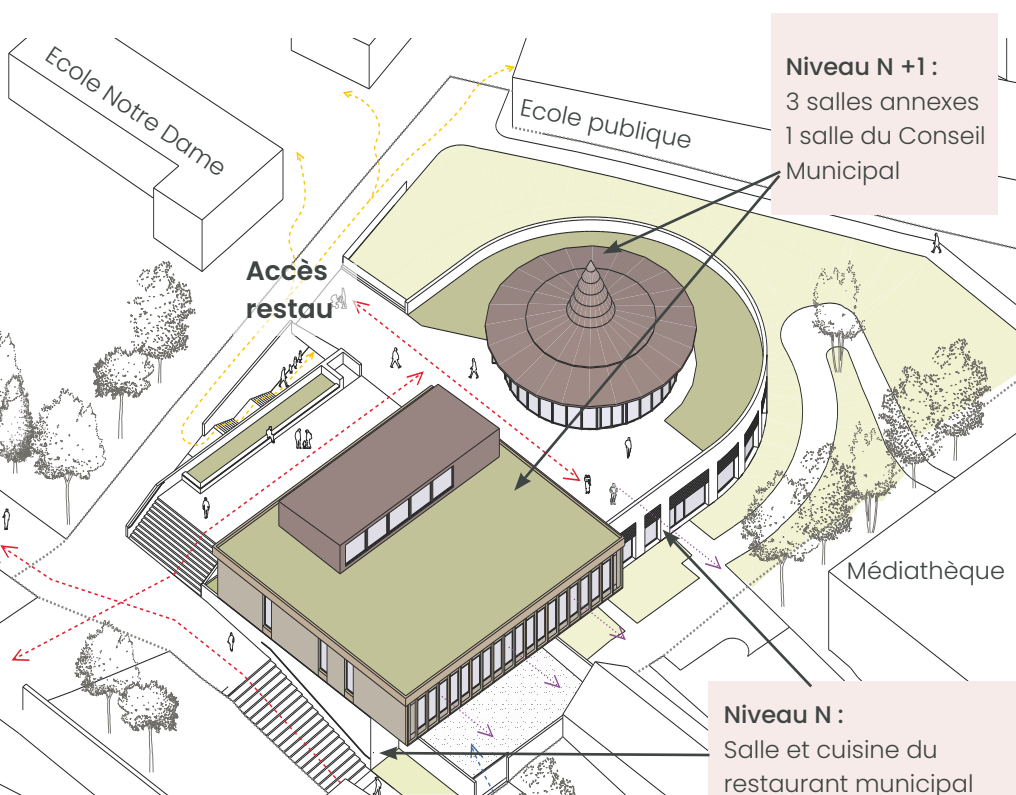 Niveau N +1 :
3 salles annexes
1 salle du Conseil
Municipal
Ecole Notre Dame
Ecole publique
Accès
restau
Médiathèque
Niveau N :
Salle et cuisine du
restaurant municipal